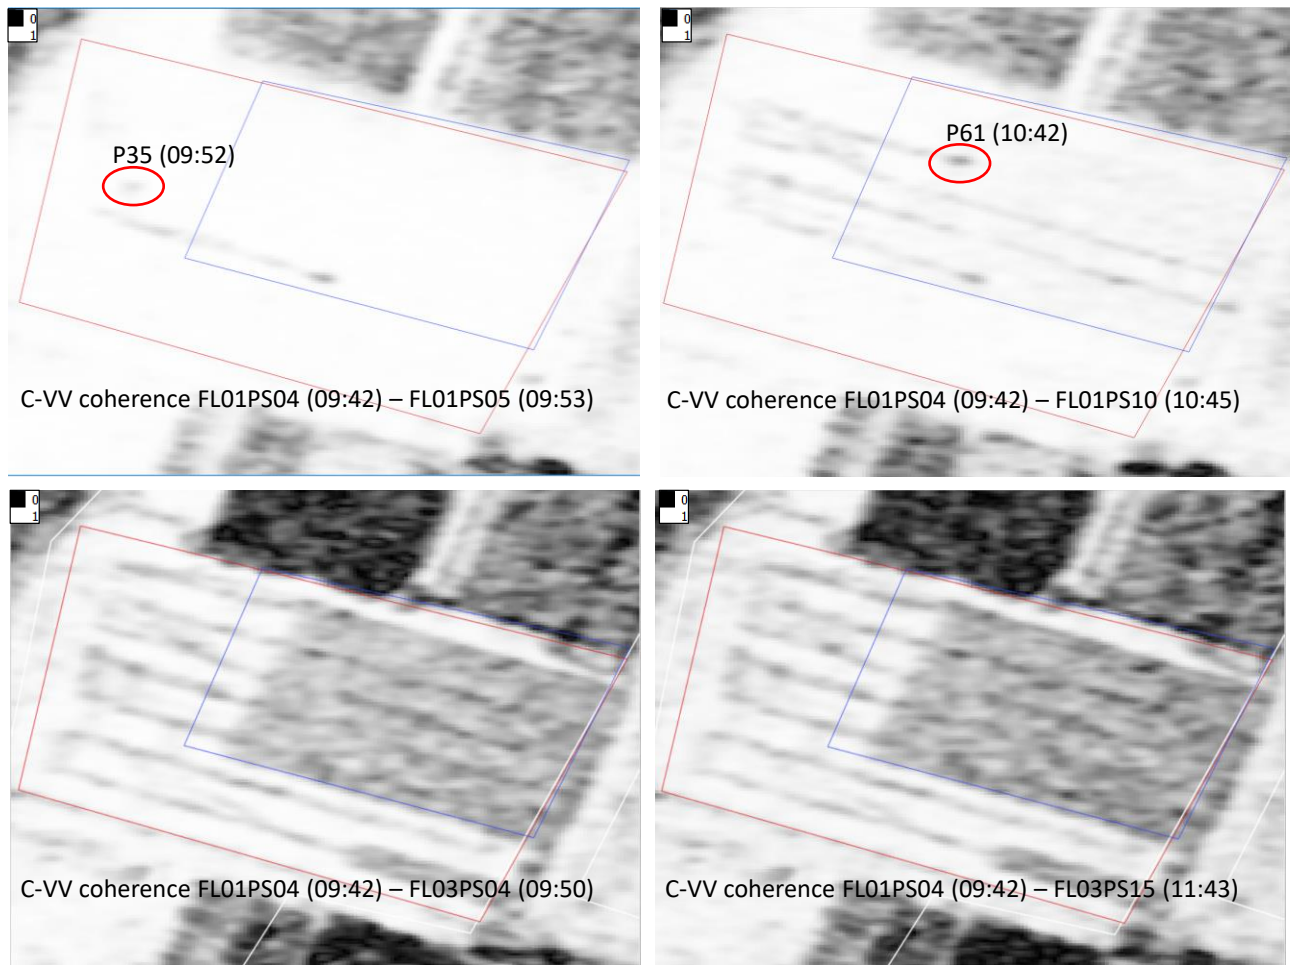 0
1
P35 (09:52)
C-VV coherence FL01PS04 (09:42) – FL01PS05 (09:53)
0
1
P61 (10:42)
C-VV coherence FL01PS04 (09:42) – FL01PS10 (10:45)
0
1
C-VV coherence FL01PS04 (09:42) – FL03PS04 (09:50)
0
1
C-VV coherence FL01PS04 (09:42) – FL03PS15 (11:43)